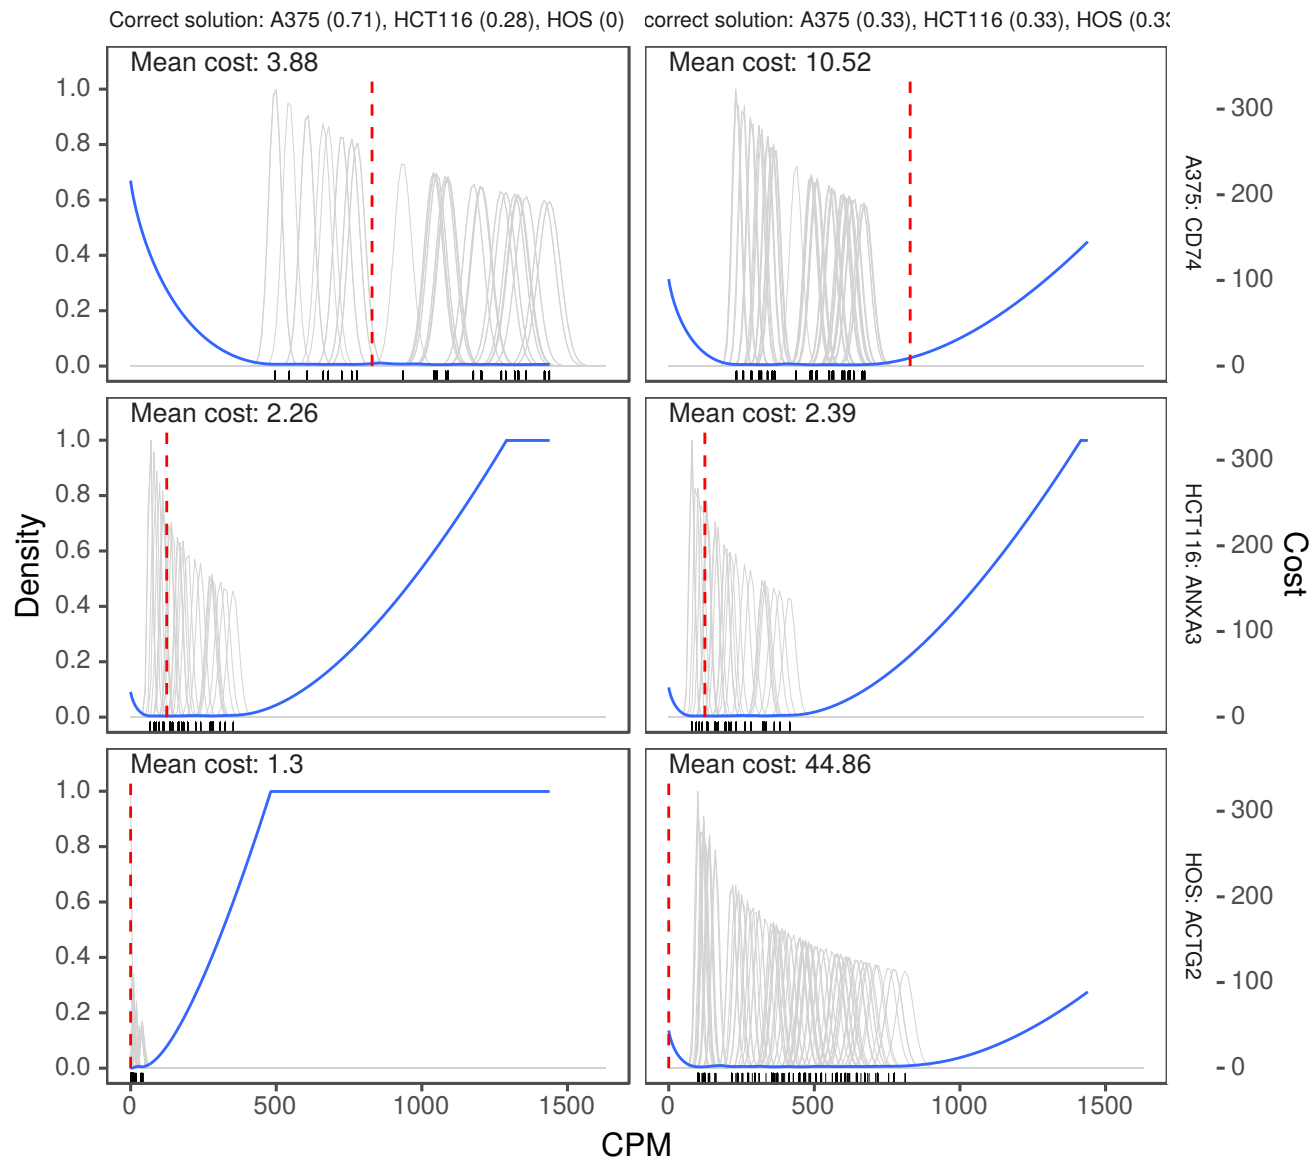 Correct solution: A375 (0.71), HCT116 (0.28), HOS (0)
correct solution: A375 (0.33), HCT116 (0.33), HOS (0.33
Mean cost: 3.88
Mean cost: 10.52
1.0
0.8
0.6
0.4
0.2
0.0
- 300
- 200
- 100
- 0
A375: CD74
Mean cost: 2.26
Mean cost: 2.39
1.0
0.8
0.6
0.4
0.2
0.0
- 300
- 200
- 100
- 0
HCT116: ANXA3
Density
Cost
Mean cost: 1.3
Mean cost: 44.86
1.0
0.8
0.6
0.4
0.2
0.0
- 300
- 200
- 100
- 0
HOS: ACTG2
0 500 1000 1500
0 500 1000 1500
CPM